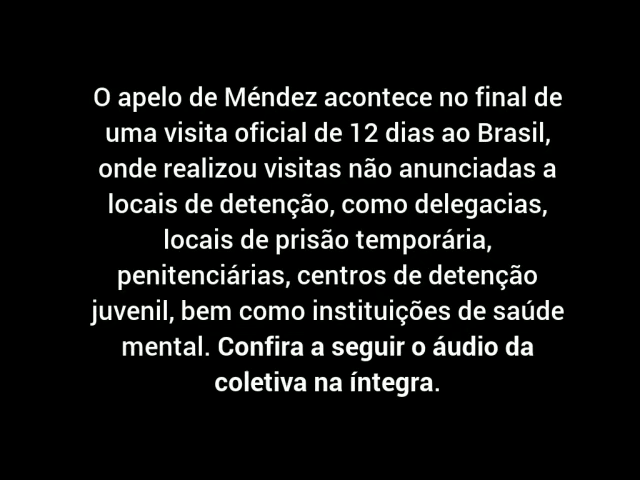 O apelo de Méndez acontece no final de
uma visita oficial de 12 dias ao Brasil,
onde realizou visitas não anunciadas a
locais de detenção, como delegacias,
locais de prisão temporária,
penitenciárias, centros de detenção
juvenil, bem como instituições de saúde
mental. Confira a seguir o áudio da
coletiva na íntegra.